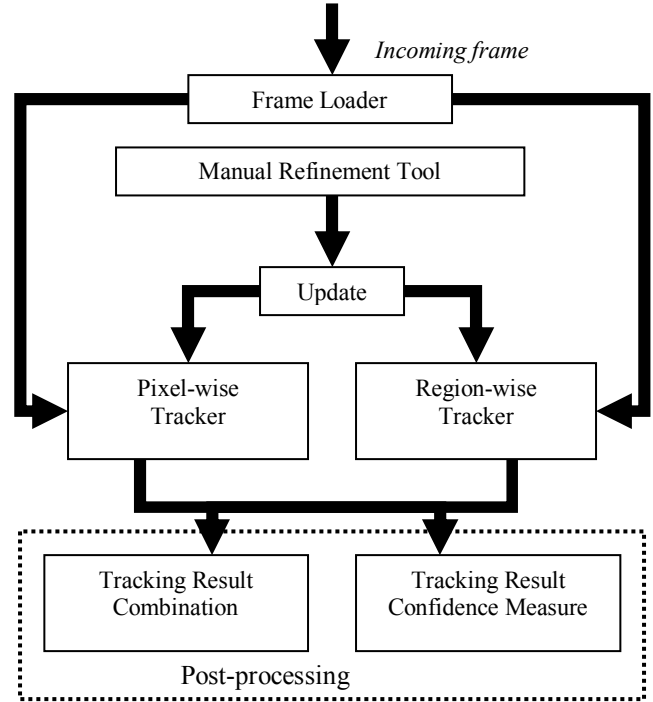 Incoming frame
Frame Loader
Manual Refinement Tool
Update
Pixel-wise
Tracker
Region-wise
Tracker
Tracking Result
Combination
Tracking Result
Confidence Measure
Post-processing